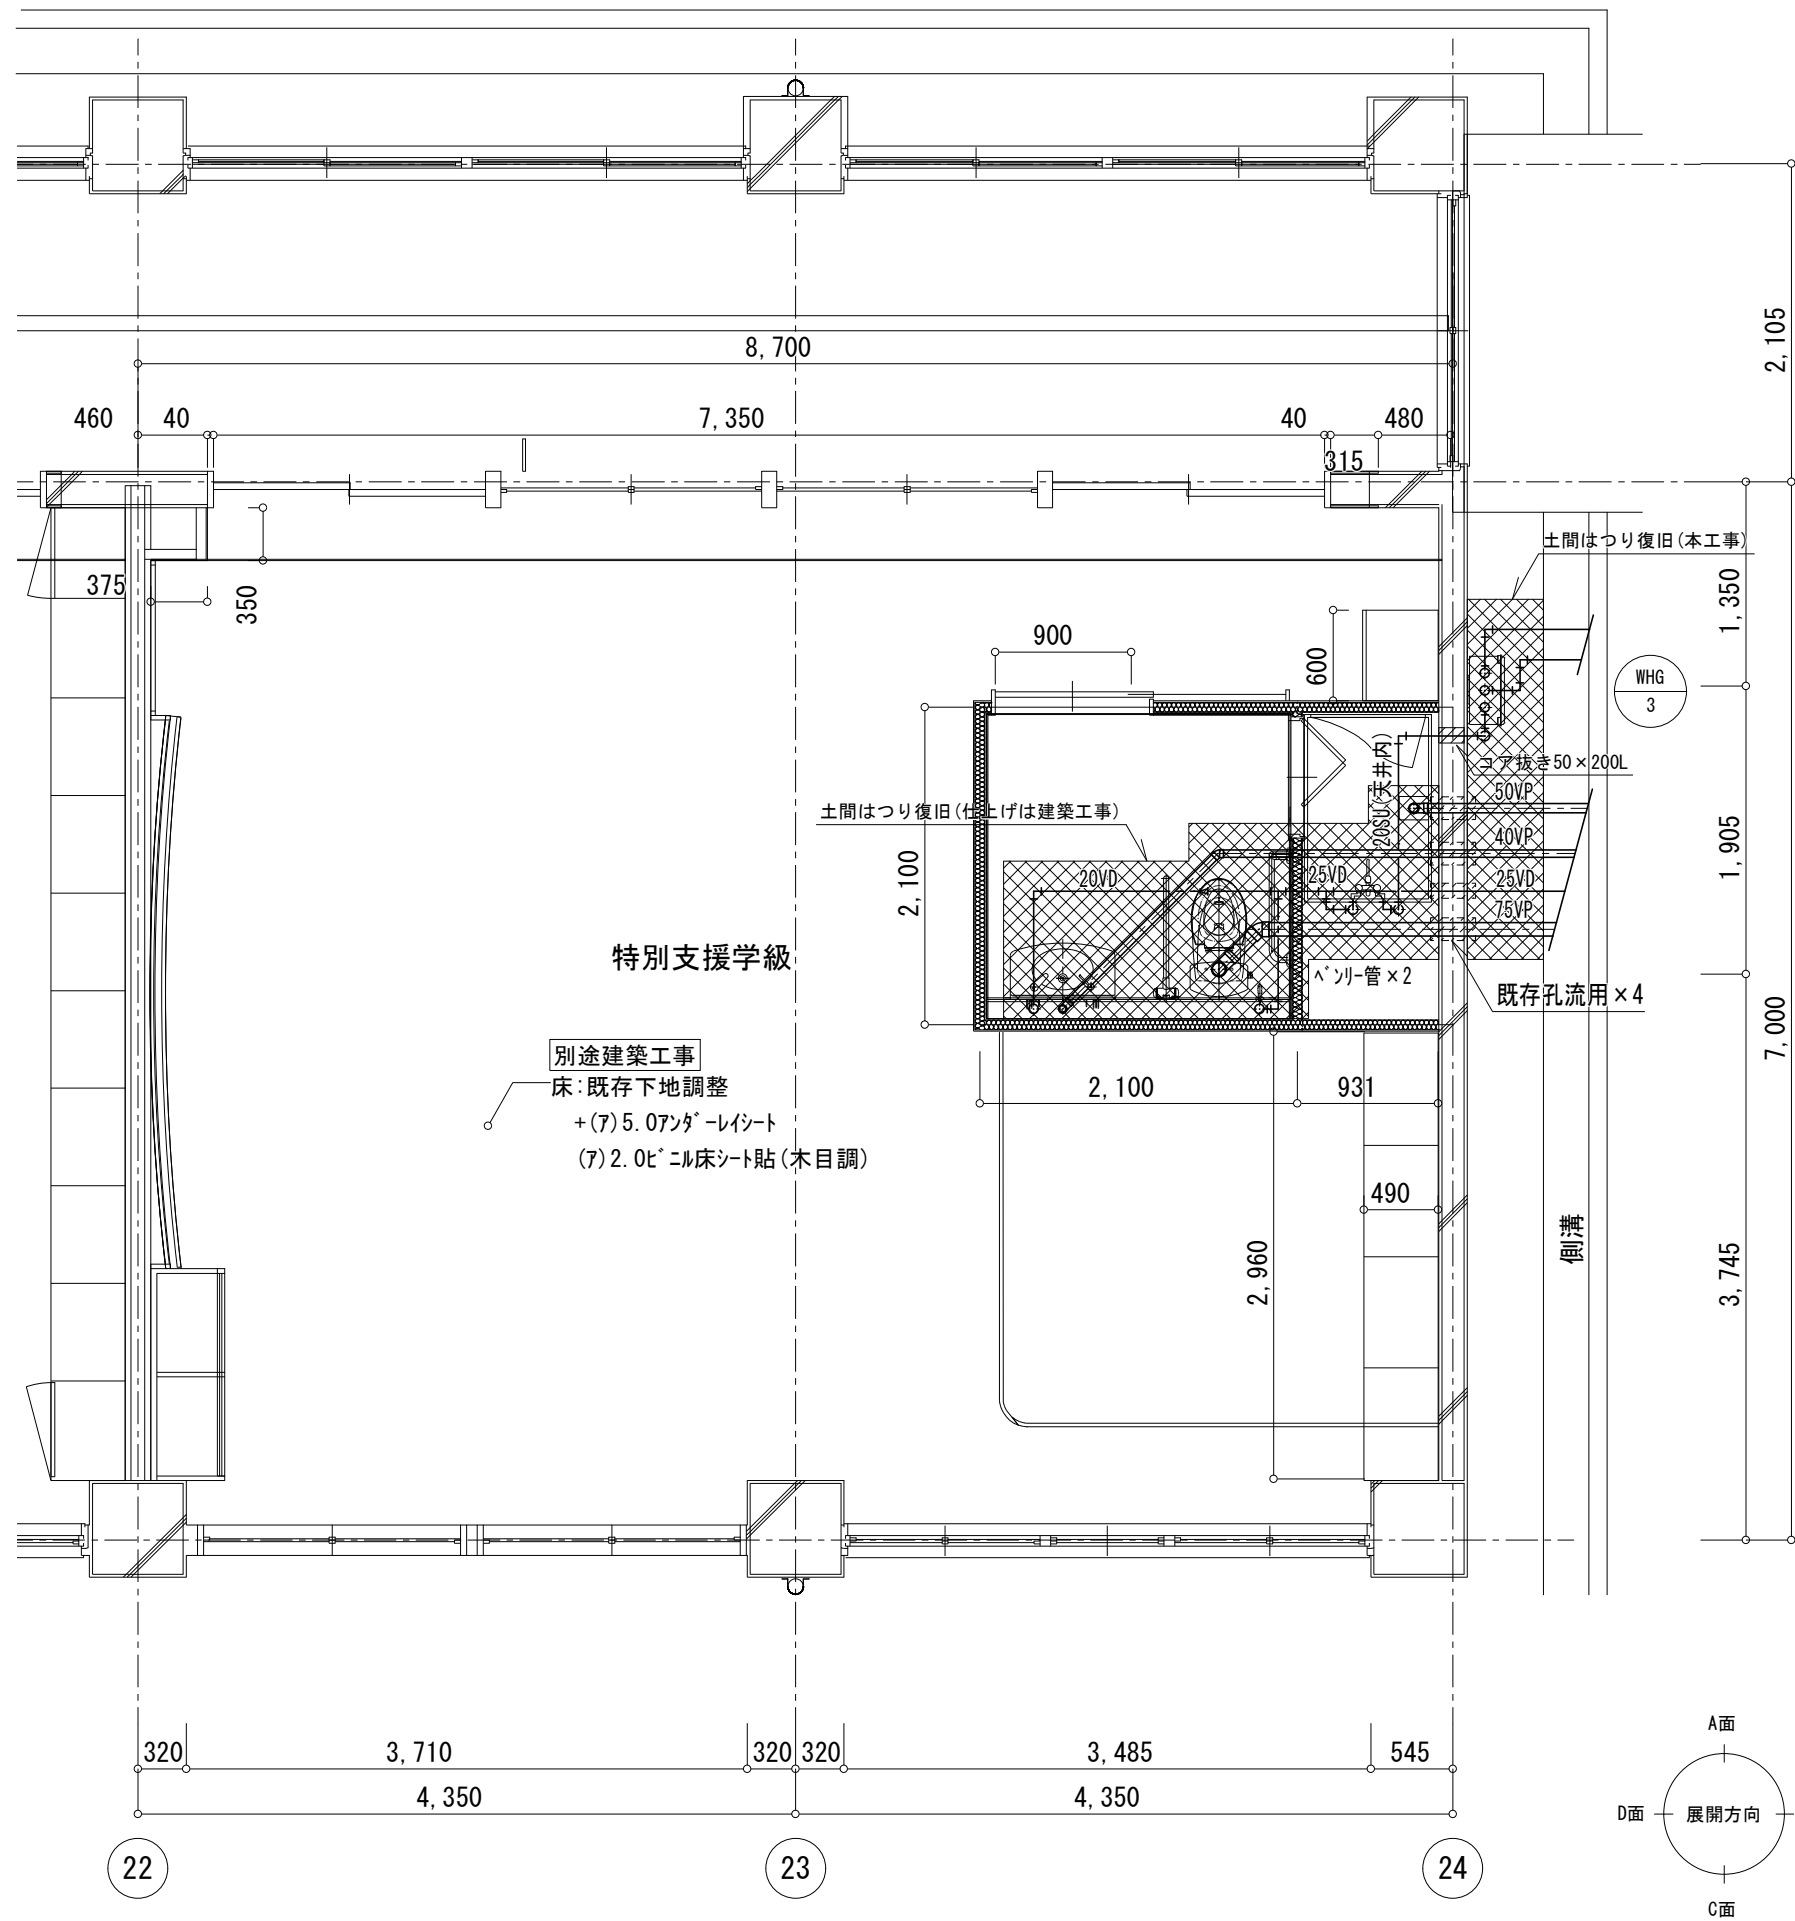 8,700
2,105
460
40
7,350
40
480
315
土間はつり復旧(本工事)
375
350
1,350
900
600
WHG
3
20SU(天井内)
コア抜き50×200L
50VP
土間はつり復旧(仕上げは建築工事)
40VP
1,905
2,100
20VD
25VD
25VD
75VP
特別支援学級
ベンリー管×2
既存孔流用×4
7,000
別途建築工事
床:既存下地調整
+(ア)5.0アンダーレイシート
(ア)2.0ビニル床シート貼(木目調)
2,100
931
490
側溝
2,960
3,745
A面
320
3,710
320
320
3,485
545
4,350
4,350
D面
展開方向
22
23
24
C面